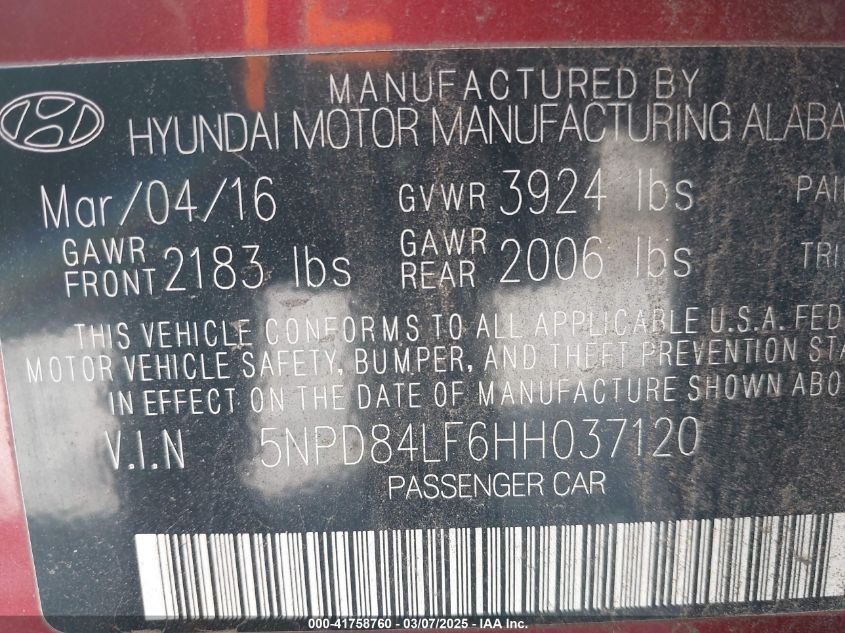 MANUFACTURED BY
HYUNDAI MOTOR MANUFACTURING ALABA
Mar/04/16 GVWR 3924 lbs PAI
GAWR FRONT 2183 lbs GAWR REAR 2006 lbs TRI
THIS VEHICLE CONFORMS TO ALL APPLICABLE U.S.A. FED
MOTOR VEHICLE SAFETY, BUMPER, AND THEFT PREVENTION STA
IN EFFECT ON THE DATE OF MANUFACTURE SHOWN ABO
V.I.N 5NPD84LF6HH037120
PASSENGER CAR
000-41758760 — 03/07/2025 — IAA Inc.